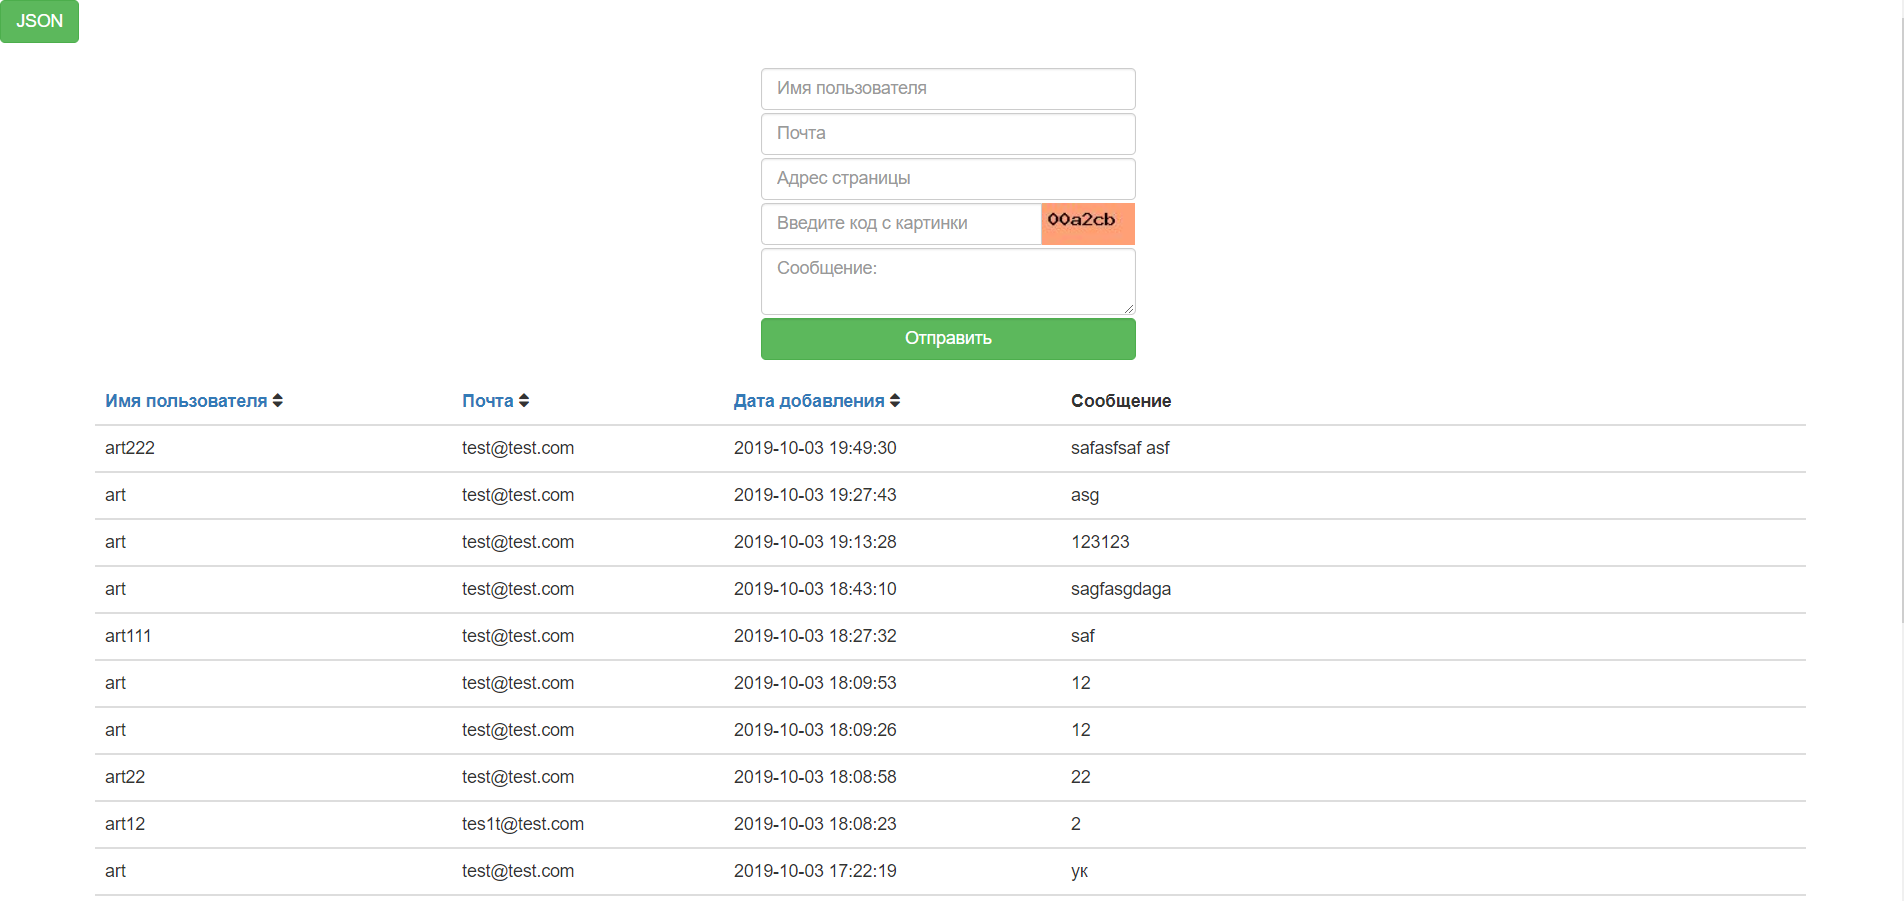 JSON
Имя пользователя
Почта
Адрес страницы
Введите код с картинки 00a2cb
Сообщение:
Отправить
Имя пользователя Почта Дата добавления Сообщение
art222 test@test.com 2019-10-03 19:49:30 safasfsaf asf
art test@test.com 2019-10-03 19:27:43 asg
art test@test.com 2019-10-03 19:13:28 123123
art test@test.com 2019-10-03 18:43:10 sagfasgdaga
art111 test@test.com 2019-10-03 18:27:32 saf
art test@test.com 2019-10-03 18:09:53 12
art test@test.com 2019-10-03 18:09:26 12
art22 test@test.com 2019-10-03 18:08:58 22
art12 tes1t@test.com 2019-10-03 18:08:23 2
art test@test.com 2019-10-03 17:22:19 ук